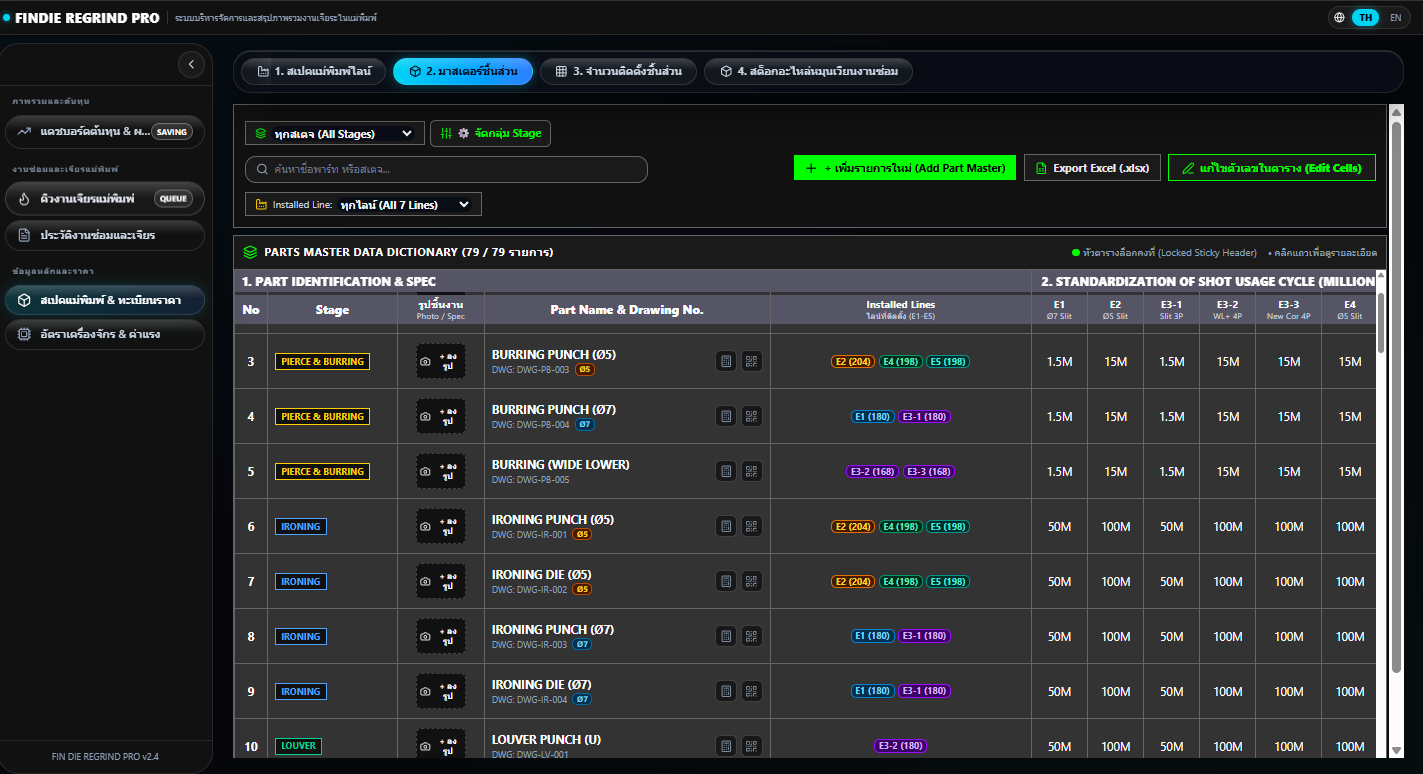 FINDIE REGRIND PRO
ระบบบริหารจัดการและสรุปภาพรวมงานเจียระไนแม่พิมพ์
TH EN
ภาพรวมและต้นทุน
แดชบอร์ดต้นทุน & ผ... SAVING
งานซ่อมและเจียรแม่พิมพ์
คิวงานเจียรแม่พิมพ์ QUEUE
ประวัติงานซ่อมและเจียร
ข้อมูลหลักและราคา
สเปคแม่พิมพ์ & ทะเบียนราคา
อัตราเครื่องจักร & ค่าแรง
FIN DIE REGRIND PRO v2.4
1. สเปคแม่พิมพ์ไลน์
2. มาสเตอร์ชิ้นส่วน
3. จำนวนติดตั้งชิ้นส่วน
4. สต็อกอะไหล่หมุนเวียนงานซ่อม
ทุกสเตจ (All Stages)
จัดกลุ่ม Stage
ค้นหาชื่อพาร์ท หรือสเตจ...
Installed Line: ทุกไลน์ (All 7 Lines)
+ เพิ่มรายการใหม่ (Add Part Master)
Export Excel (.xlsx)
แก้ไขตัวเลขในตาราง (Edit Cells)
PARTS MASTER DATA DICTIONARY (79 / 79 รายการ)
หัวตารางล็อกคงที่ (Locked Sticky Header) • คลิกแถวเพื่อดูรายละเอียด
1. PART IDENTIFICATION & SPEC
2. STANDARDIZATION OF SHOT USAGE CYCLE (MILLION
No Stage รูปชิ้นงาน Part Name & Drawing No. Installed Lines E1 E2 E3-1 E3-2 E3-3 E4
Photo / Spec ไลน์ที่ติดตั้ง (E1-E5) Ø7 Slit Ø5 Slit Slit 3P WL+ 4P New Cor 4P Ø5 Slit
3 PIERCE & BURRING + ลงรูป BURRING PUNCH (Ø5) E2 (204) E4 (198) E5 (198) 1.5M 15M 1.5M 15M 15M 15M
DWG: DWG-PB-003 Ø5
4 PIERCE & BURRING + ลงรูป BURRING PUNCH (Ø7) E1 (180) E3-1 (180) 1.5M 15M 1.5M 15M 15M 15M
DWG: DWG-PB-004 Ø7
5 PIERCE & BURRING + ลงรูป BURRING (WIDE LOWER) E3-2 (168) E3-3 (168) 1.5M 15M 1.5M 15M 15M 15M
DWG: DWG-PB-005
6 IRONING + ลงรูป IRONING PUNCH (Ø5) E2 (204) E4 (198) E5 (198) 50M 100M 50M 100M 100M 100M
DWG: DWG-IR-001 Ø5
7 IRONING + ลงรูป IRONING DIE (Ø5) E2 (204) E4 (198) E5 (198) 50M 100M 50M 100M 100M 100M
DWG: DWG-IR-002 Ø5
8 IRONING + ลงรูป IRONING PUNCH (Ø7) E1 (180) E3-1 (180) 50M 100M 50M 100M 100M 100M
DWG: DWG-IR-003 Ø7
9 IRONING + ลงรูป IRONING DIE (Ø7) E1 (180) E3-1 (180) 50M 100M 50M 100M 100M 100M
DWG: DWG-IR-004 Ø7
10 LOUVER + ลงรูป LOUVER PUNCH (U) E3-2 (180) 50M 100M 50M 100M 100M 100M
DWG: DWG-LV-001